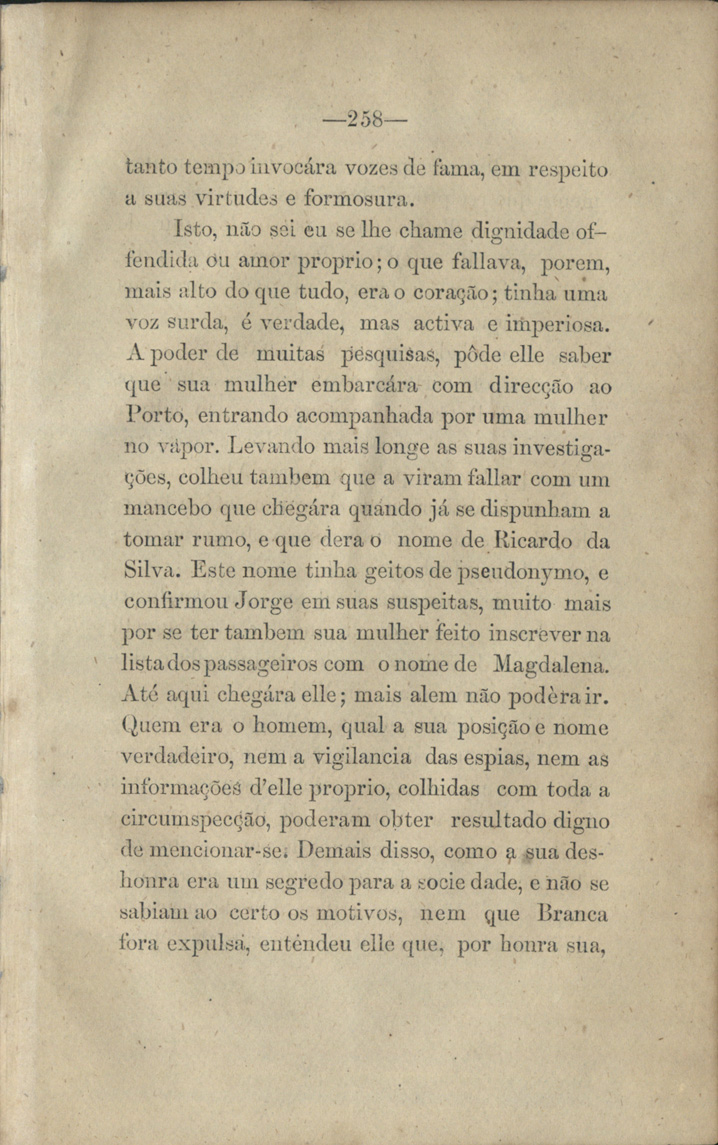 —258—
tanto tempo invocára vozes de fama, em respeito
a suas virtudes e formosura.
Isto, não sei eu se lhe chame dignidade of-
fendida ou amor proprio; o que fallava, porem,
mais alto do que tudo, era o coração; tinha uma
voz surda, é verdade, mas activa e imperiosa.
A poder de muitas pesquisas, pôde elle saber
que sua mulher embarcára com direcção ao
Porto, entrando acompanhada por uma mulher
no vapor. Levando mais longe as suas investiga-
ções, colheu tambem que a viram fallar com um
mancebo que chegára quando já se dispunham a
tomar rumo, e que dera o nome de Ricardo da
Silva. Este nome tinha geitos de pseudonymo, e
confirmou Jorge em suas suspeitas, muito mais
por se ter tambem sua mulher feito inscrever na
lista dos passageiros com o nome de Magdalena.
Até aqui chegára elle; mais alem não podèra ir.
Quem era o homem, qual a sua posição e nome
verdadeiro, nem a vigilancia das espias, nem as
informações d'elle proprio, colhidas com toda a
circumspecção, poderam obter resultado digno
de mencionar-se. Demais disso, como a sua des-
honra era um segredo para a socie dade, e não se
sabiam ao certo os motivos, nem que Branca
fora expulsa, entendeu elle que, por honra sua,